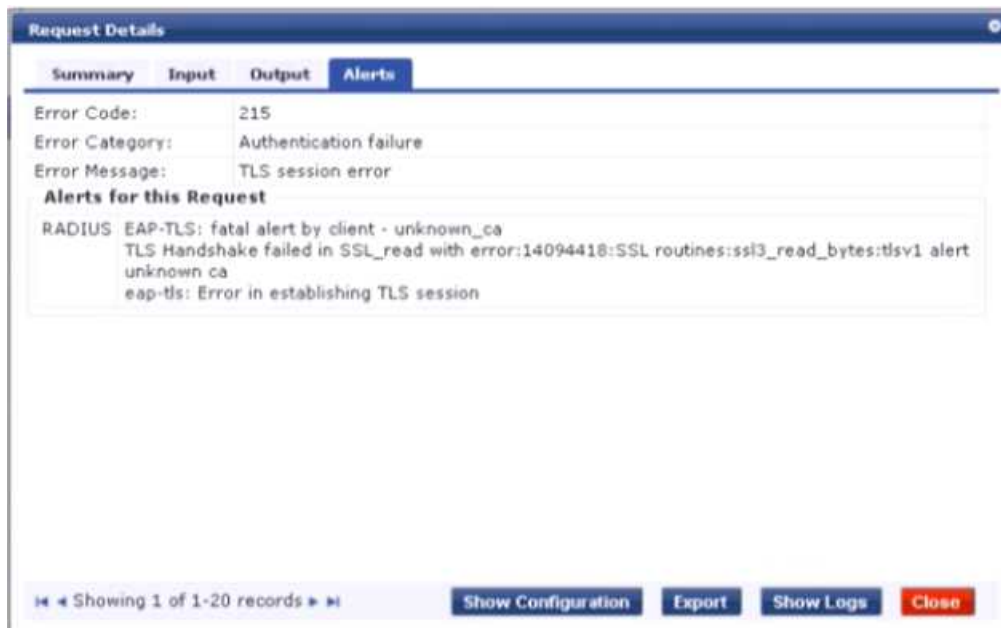 Request Details
Summary Input Output Alerts
Error Code: 215
Error Category: Authentication failure
Error Message: TLS session error
Alerts for this Request
RADIUS EAP-TLS: fatal alert by client - unknown_ca
TLS Handshake failed in SSL_read with error:14094418:SSL routines:ssl3_read_bytes:tlsv1 alert
unknown ca
eap-tls: Error in establishing TLS session
Showing 1 of 1-20 records Show Configuration Export Show Logs Close